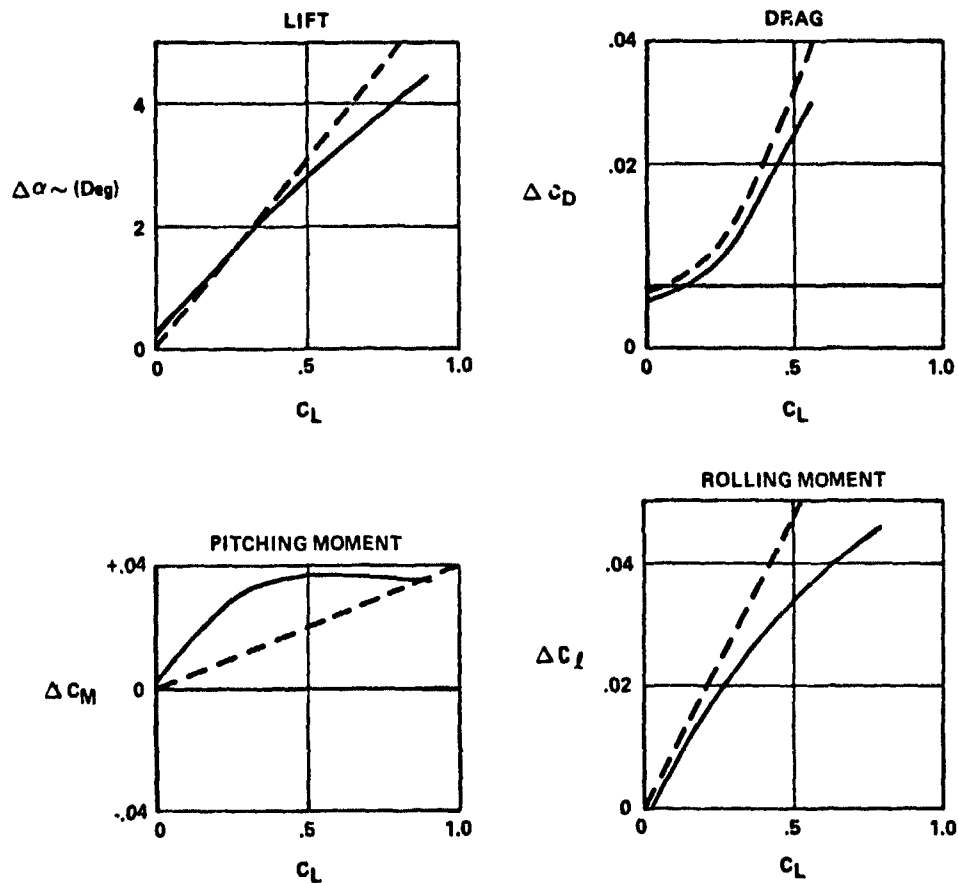 LIFT
4
Δα ~ (Deg)
2
0
0 .5 1.0
CL
DRAG
.04
ΔCD
.02
0
0 .5 1.0
CL
PITCHING MOMENT
+.04
ΔCM
0
-.04
0 .5 1.0
CL
ROLLING MOMENT
.04
ΔCℓ
.02
0
0 .5 1.0
CL